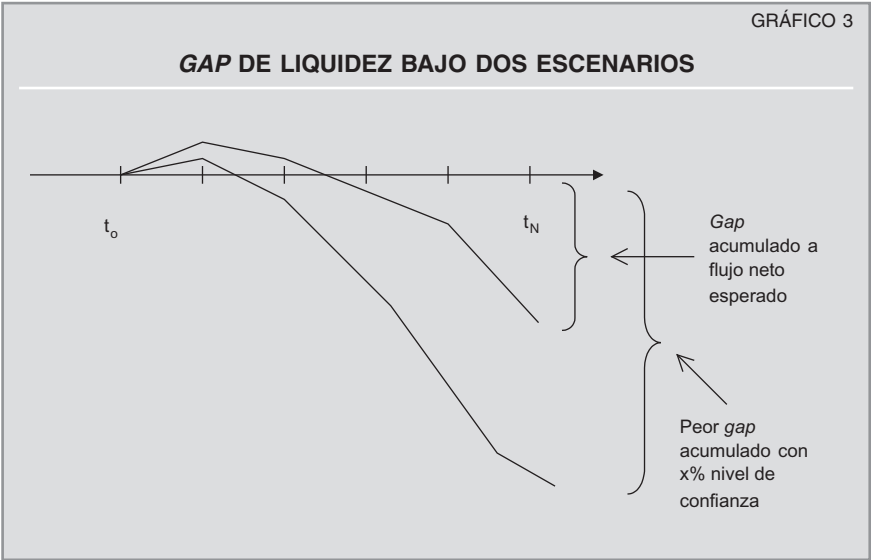 GRÁFICO 3
GAP DE LIQUIDEZ BAJO DOS ESCENARIOS
to
tN
Gap
acumulado a
flujo neto
esperado
Peor gap
acumulado con
x% nivel de
confianza